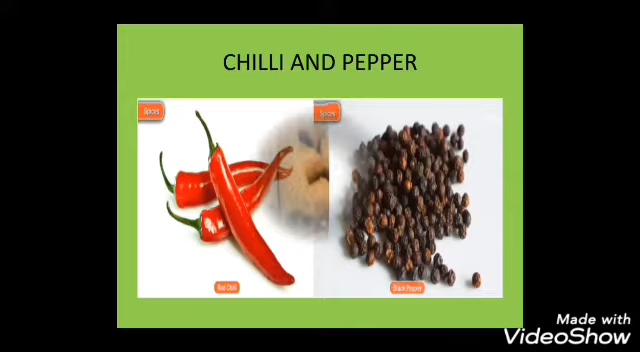 CHILLI AND PEPPER
Spices
Spices
Red Chilli
Black Pepper
Made with
VideoShow